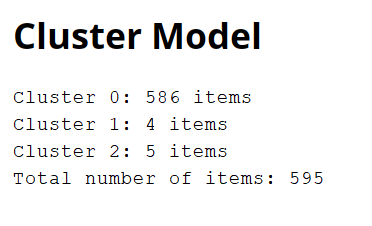 Cluster Model
Cluster 0: 586 items
Cluster 1: 4 items
Cluster 2: 5 items
Total number of items: 595